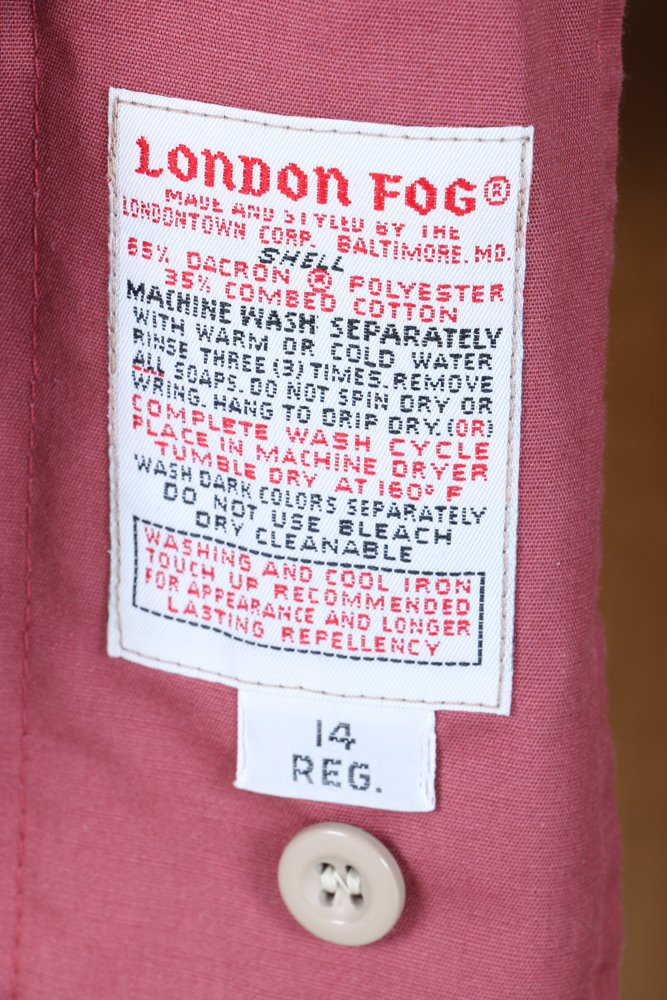 LONDON FOG®
MADE AND STYLED BY THE
LONDONTOWN CORP. BALTIMORE. MD.
SHELL
65% DACRON ® POLYESTER
35% COMBED COTTON
MACHINE WASH SEPARATELY
WITH WARM OR COLD WATER
RINSE THREE (3) TIMES. REMOVE
ALL SOAPS. DO NOT SPIN DRY OR
WRING. HANG TO DRIP DRY. (OR)
COMPLETE WASH CYCLE
PLACE IN MACHINE DRYER
TUMBLE DRY AT 160° F
WASH DARK COLORS SEPARATELY
DO NOT USE BLEACH
DRY CLEANABLE
WASHING AND COOL IRON
TOUCH UP RECOMMENDED
FOR APPEARANCE AND LONGER
LASTING REPELLENCY
14
REG.